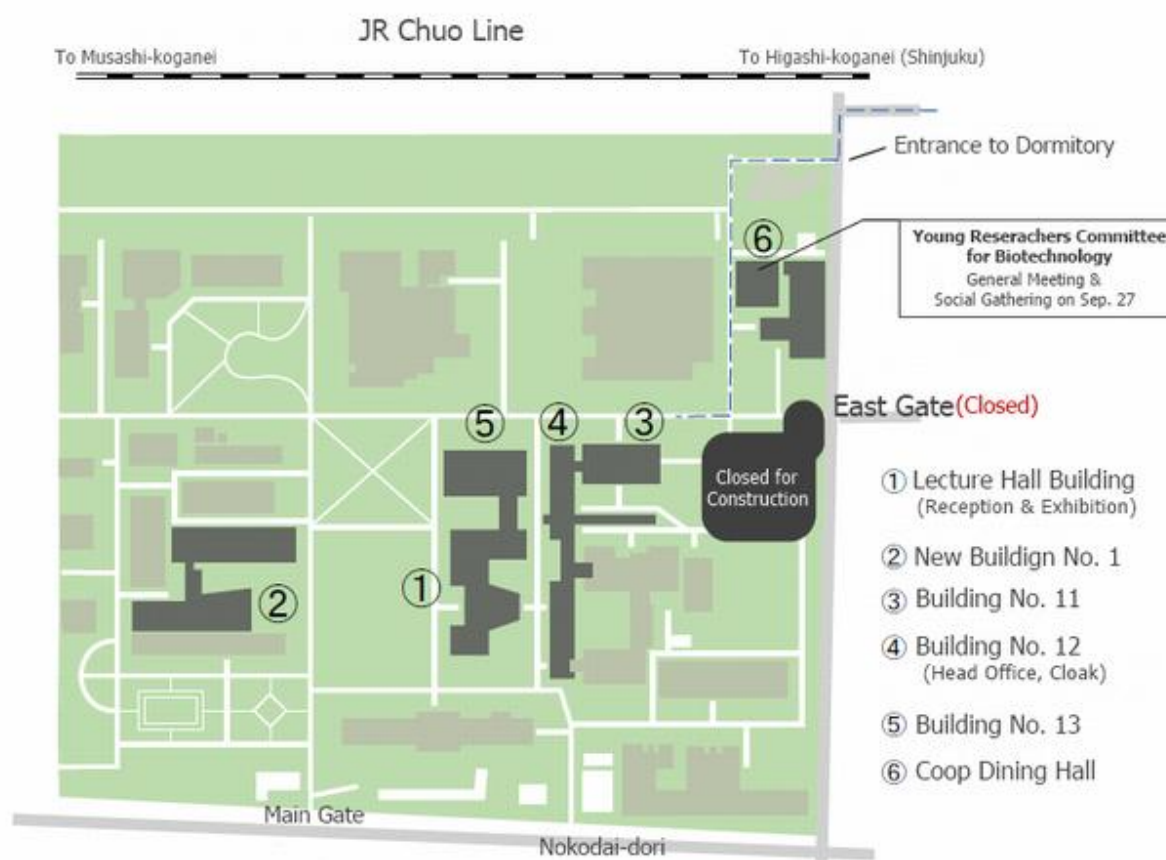 JR Chuo Line
To Musashi-koganei
To Higashi-koganei (Shinjuku)
Entrance to Dormitory
⑥
Young Reserachers Committee
for Biotechnology
General Meeting &
Social Gathering on Sep. 27
East Gate(Closed)
⑤
④
③
Closed for
Construction
①
②
① Lecture Hall Building
(Reception & Exhibition)
② New Buildign No. 1
③ Building No. 11
④ Building No. 12
(Head Office, Cloak)
⑤ Building No. 13
⑥ Coop Dining Hall
Main Gate
Nokodai-dori